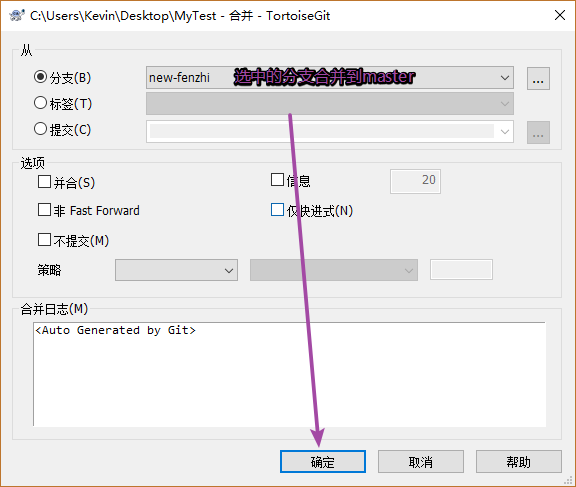 C:\Users\Kevin\Desktop\MyTest - 合并 - TortoiseGit
从
分支(B)
new-fenzhi
选中的分支合并到master
...
标签(T)
提交(C)
...
选项
并合(S)
信息
20
非 Fast Forward
仅快进式(N)
不提交(M)
策略
合并日志(M)
<Auto Generated by Git>
确定
取消
帮助